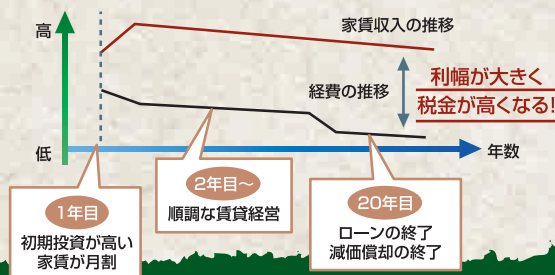 高
家賃収入の推移
経費の推移
利幅が大きく
税金が高くなる!
低
年数
1年目
初期投資が高い
家賃が月割
2年目〜
順調な賃貸経営
20年目
ローンの終了
減価償却の終了